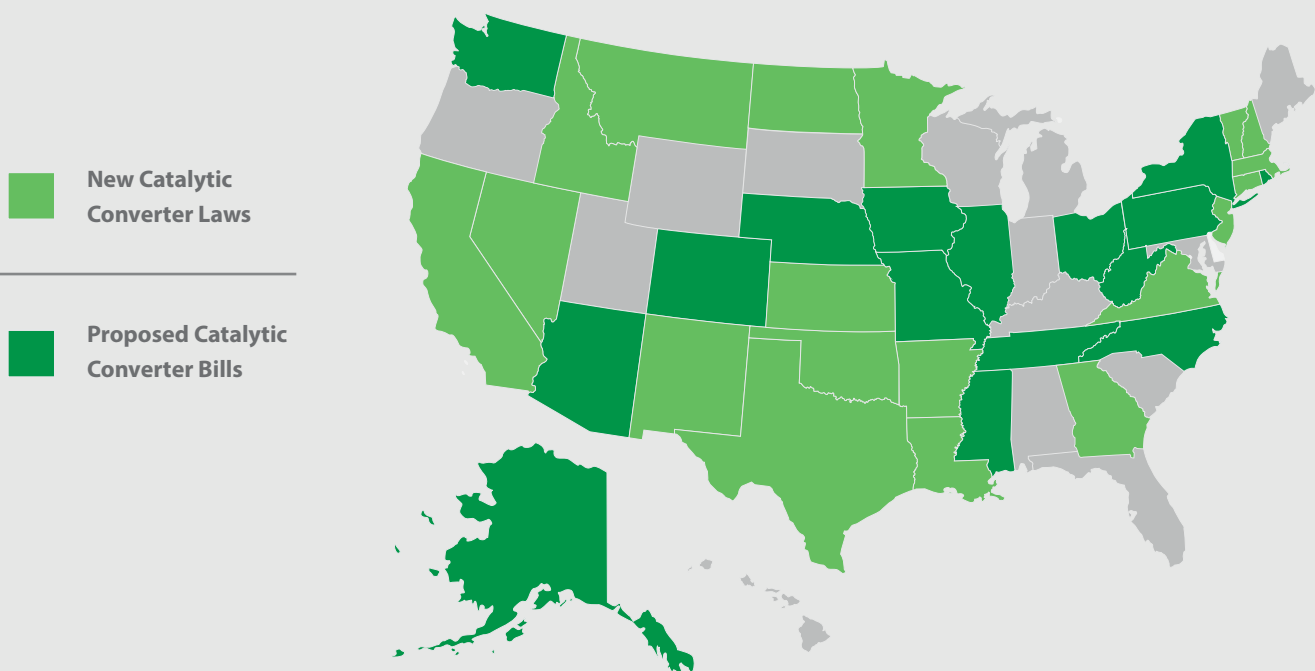 New Catalytic
Converter Laws
Proposed Catalytic
Converter Bills